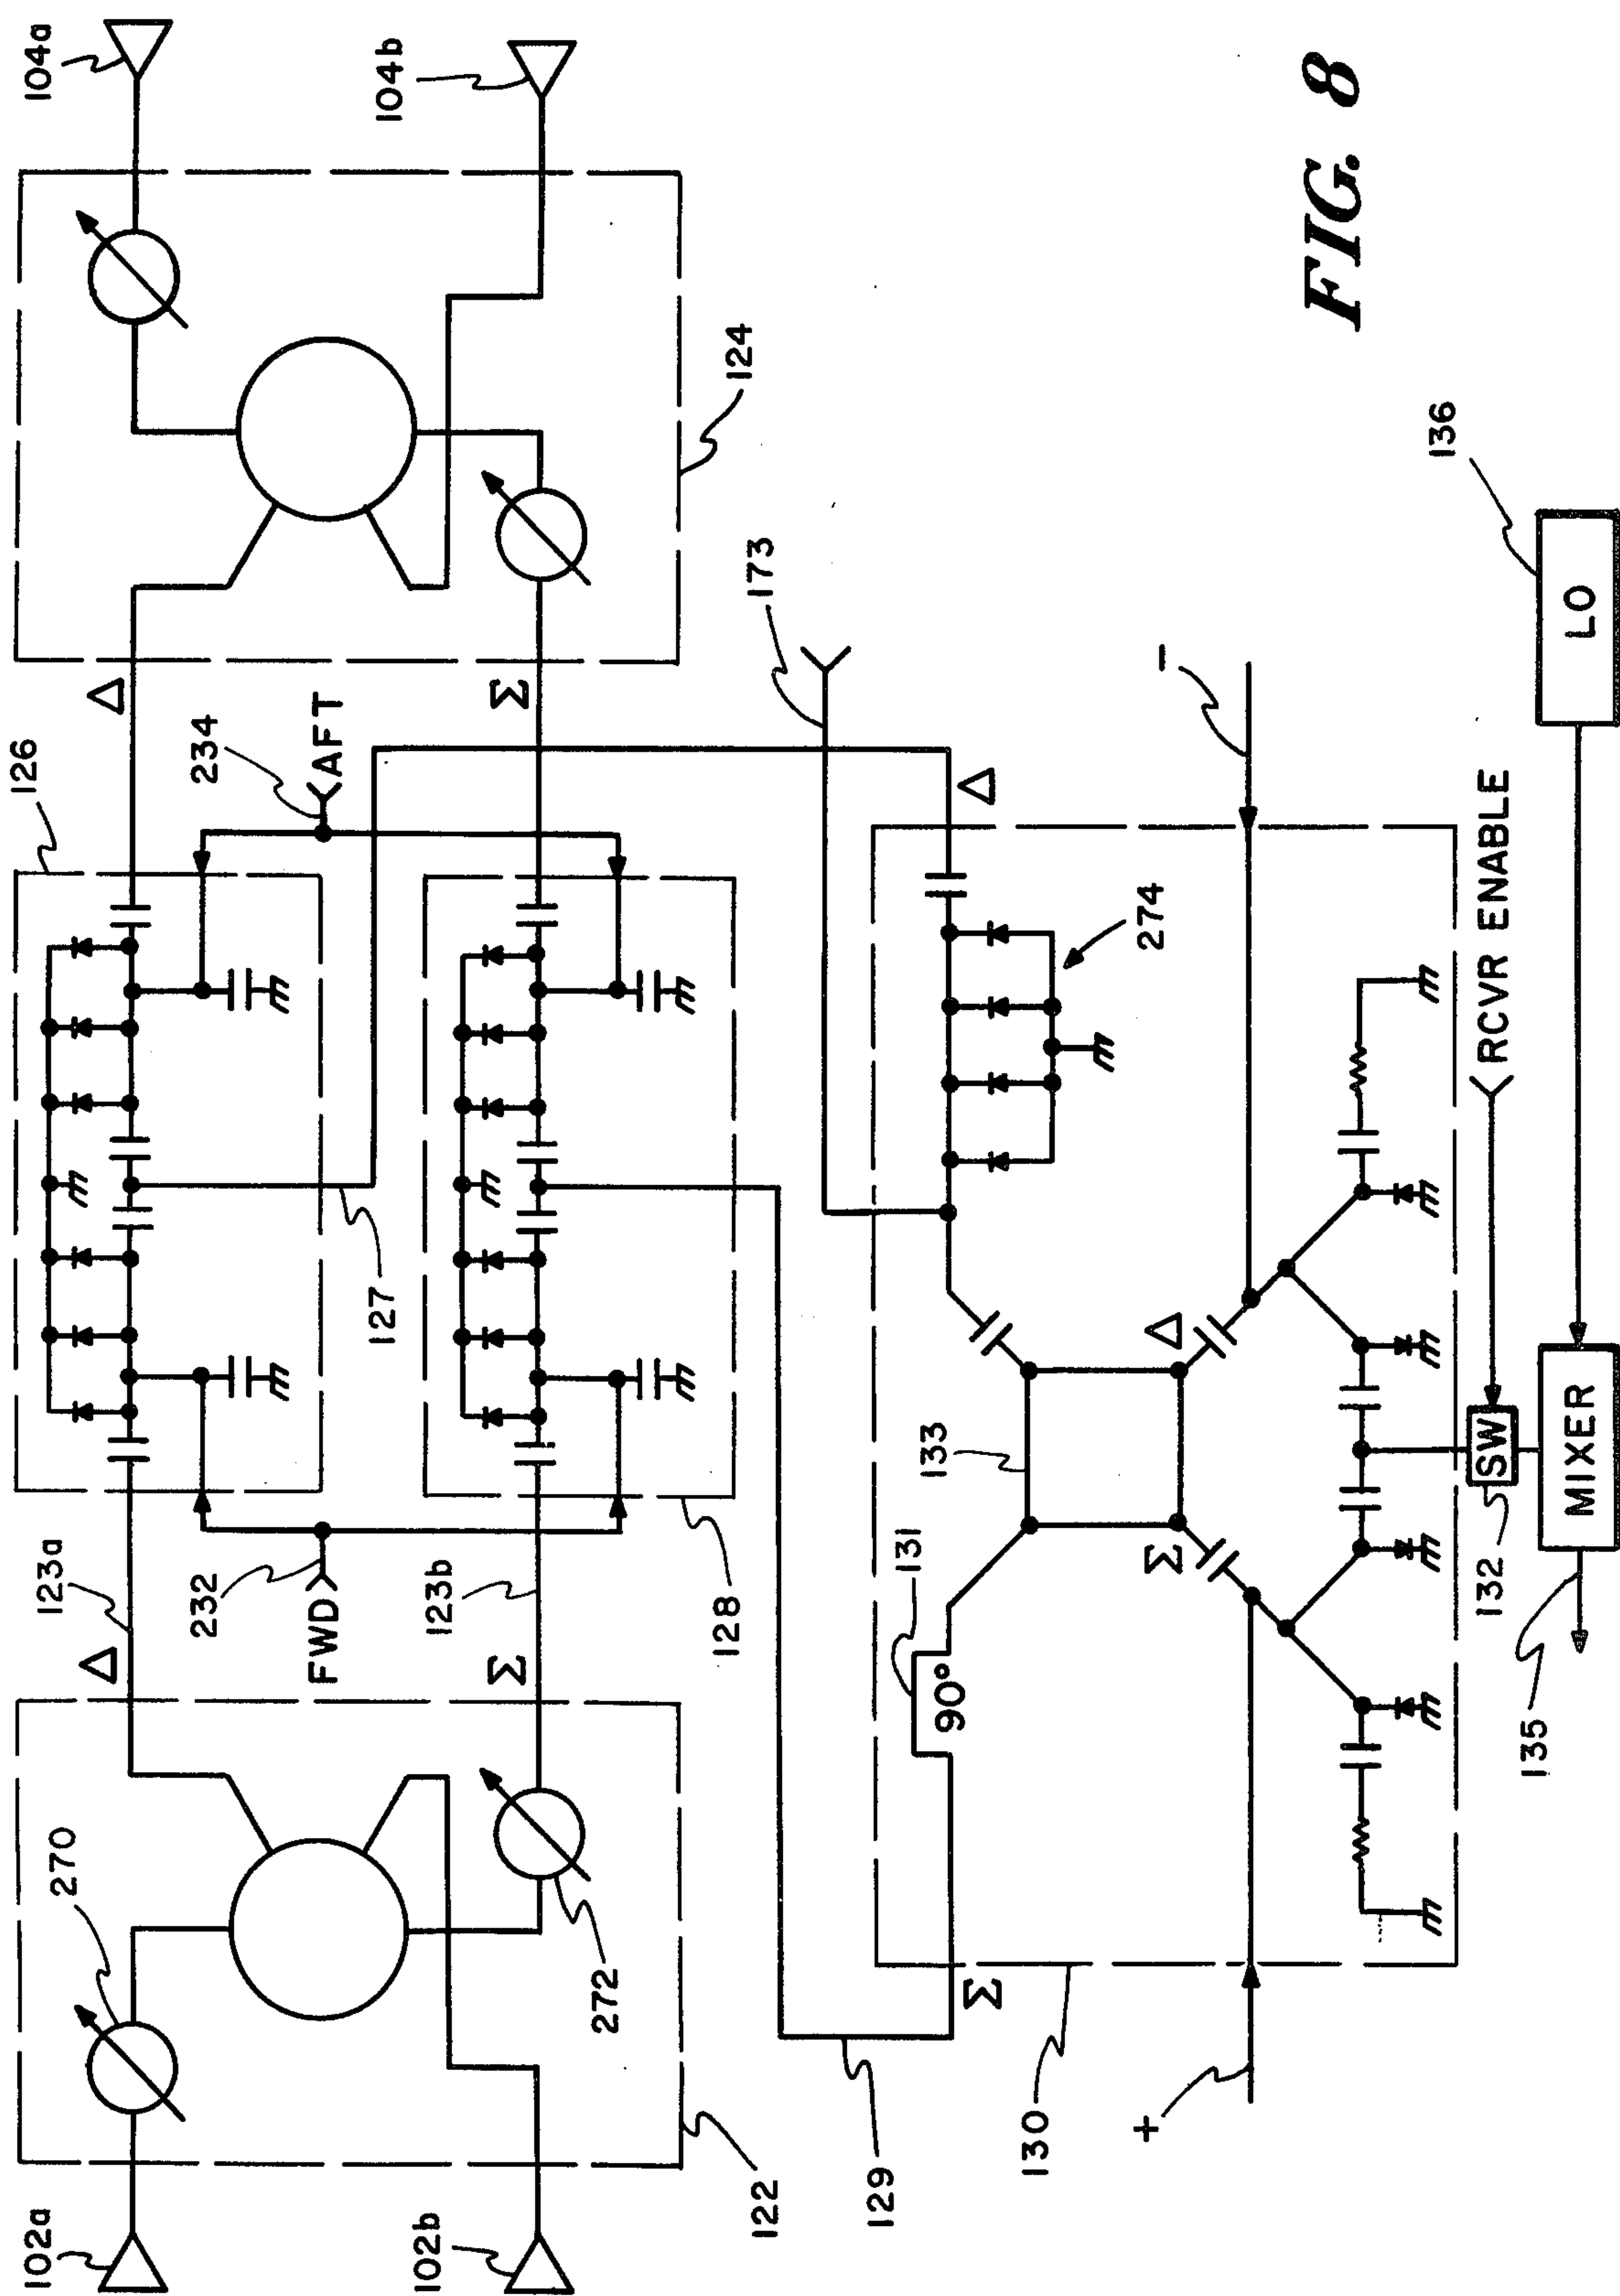 102a
270
Δ
123a
126
Δ
104a
FWD
232
234
AFT
127
102b
122
272
Σ
123b
128
Σ
124
104b
129
Σ
130
131
90°
133
173
Δ
274
Σ
Δ
+
-
132
SW
RCVR ENABLE
135
MIXER
LO
136
FIG. 8